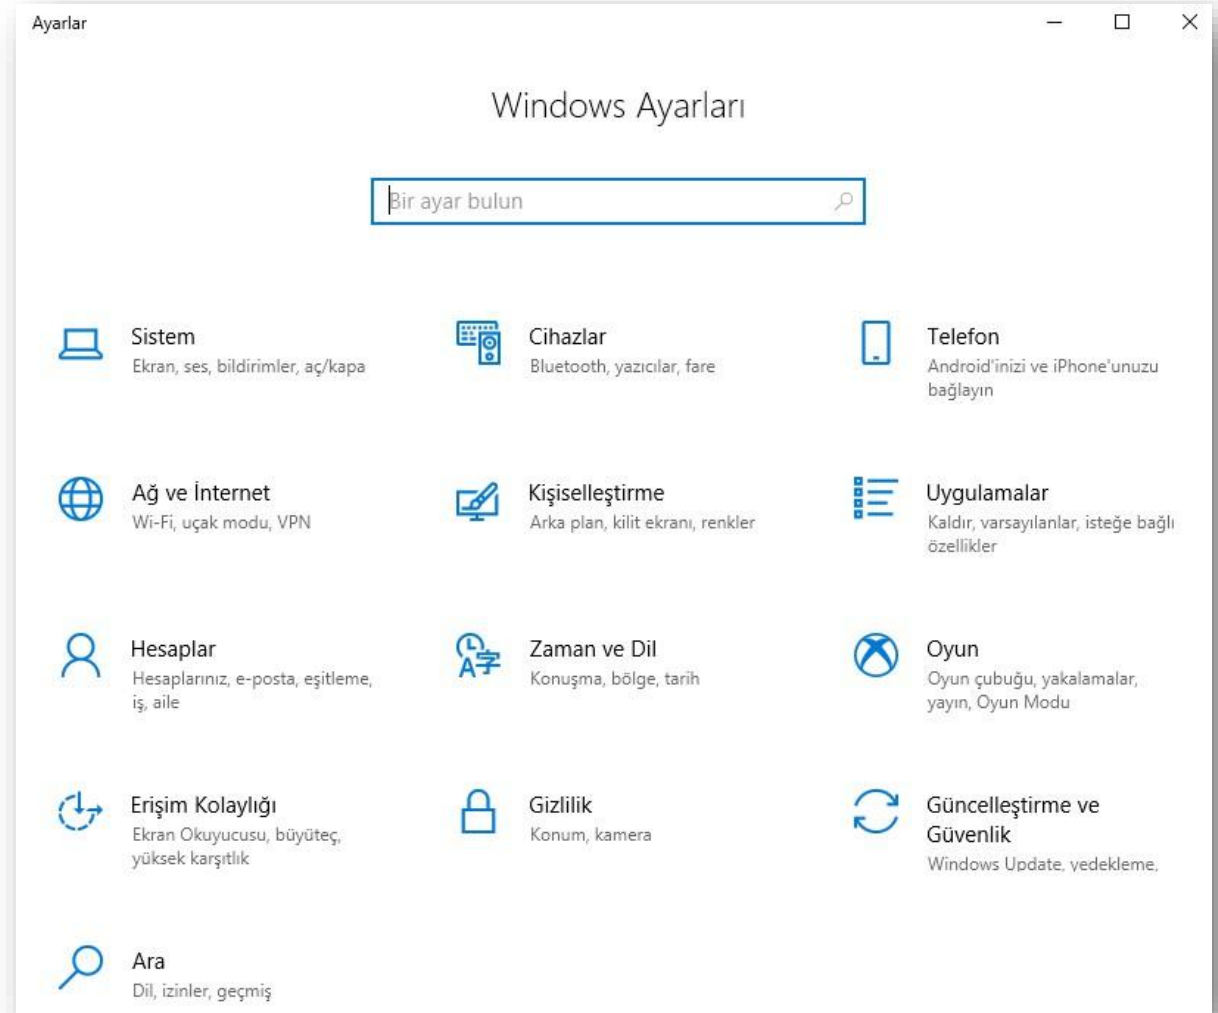 Ayarlar
Windows Ayarları
Bir ayar bulun
Sistem
Ekran, ses, bildirimler, aç/kapa
Cihazlar
Bluetooth, yazıcılar, fare
Telefon
Android'inizi ve iPhone'unuzu
bağlayın
Ağ ve İnternet
Wi-Fi, uçak modu, VPN
Kişiselleştirme
Arka plan, kilit ekranı, renkler
Uygulamalar
Kaldır, varsayılanlar, isteğe bağlı
özellikler
Hesaplar
Hesaplarınız, e-posta, eşitleme,
iş, aile
Zaman ve Dil
Konuşma, bölge, tarih
Oyun
Oyun çubuğu, yakalamalar,
yayın, Oyun Modu
Erişim Kolaylığı
Ekran Okuyucusu, büyüteç,
yüksek karşıtlık
Gizlilik
Konum, kamera
Güncelleştirme ve
Güvenlik
Windows Update, yedekleme,
Ara
Dil, izinler, geçmiş